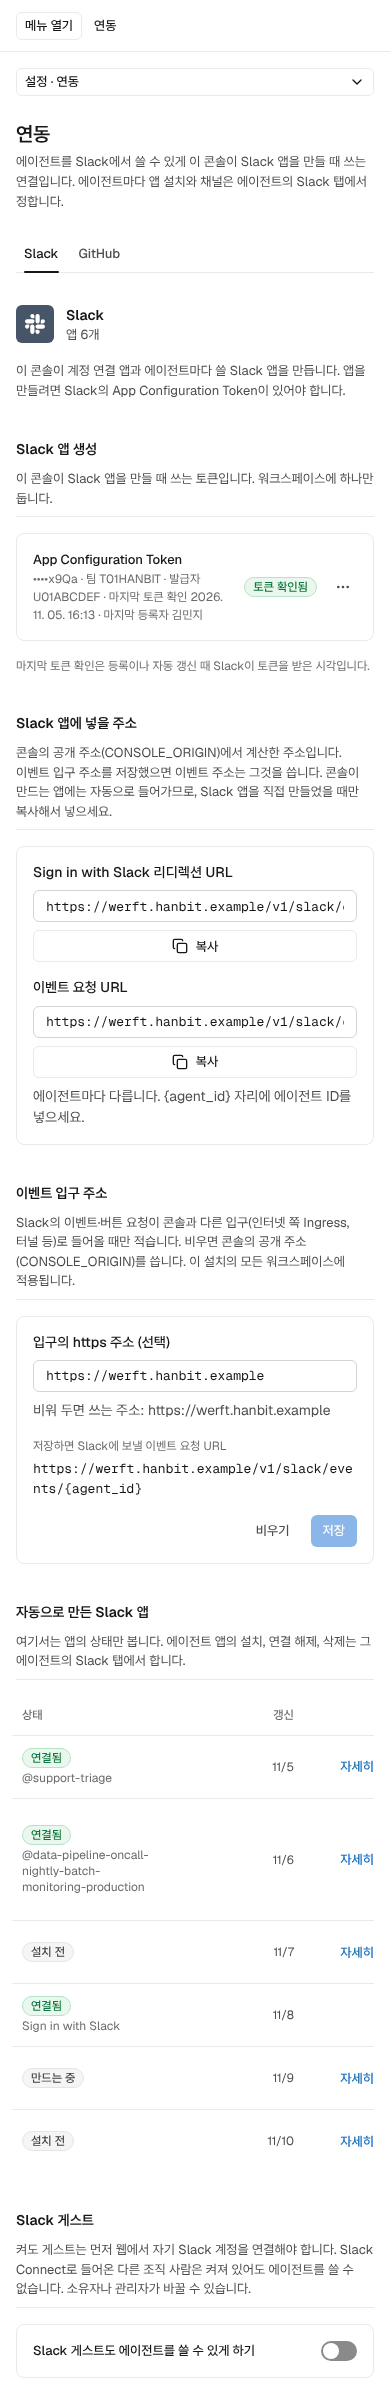 메뉴 열기 연동
설정 · 연동
연동
에이전트를 Slack에서 쓸 수 있게 이 콘솔이 Slack 앱을 만들 때 쓰는
연결입니다. 에이전트마다 앱 설치와 채널은 에이전트의 Slack 탭에서
정합니다.
Slack GitHub
Slack
앱 6개
이 콘솔이 계정 연결 앱과 에이전트마다 쓸 Slack 앱을 만듭니다. 앱을
만들려면 Slack의 App Configuration Token이 있어야 합니다.
Slack 앱 생성
이 콘솔이 Slack 앱을 만들 때 쓰는 토큰입니다. 워크스페이스에 하나만
둡니다.
App Configuration Token
••••x9Qa · 팀 T01HANBIT · 발급자
U01ABCDEF · 마지막 토큰 확인 2026.
11. 05. 16:13 · 마지막 등록자 김민지
토큰 확인됨
마지막 토큰 확인은 등록이나 자동 갱신 때 Slack이 토큰을 받은 시각입니다.
Slack 앱에 넣을 주소
콘솔의 공개 주소(CONSOLE_ORIGIN)에서 계산한 주소입니다.
이벤트 입구 주소를 저장했으면 이벤트 주소는 그것을 씁니다. 콘솔이
만드는 앱에는 자동으로 들어가므로, Slack 앱을 직접 만들었을 때만
복사해서 넣으세요.
Sign in with Slack 리디렉션 URL
https://werft.hanbit.example/v1/slack/
복사
이벤트 요청 URL
https://werft.hanbit.example/v1/slack/
복사
에이전트마다 다릅니다. {agent_id} 자리에 에이전트 ID를
넣으세요.
이벤트 입구 주소
Slack의 이벤트·버튼 요청이 콘솔과 다른 입구(인터넷 쪽 Ingress,
터널 등)로 들어올 때만 적습니다. 비우면 콘솔의 공개 주소
(CONSOLE_ORIGIN)를 씁니다. 이 설치의 모든 워크스페이스에
적용됩니다.
입구의 https 주소 (선택)
https://werft.hanbit.example
비워 두면 쓰는 주소: https://werft.hanbit.example
저장하면 Slack에 보낼 이벤트 요청 URL
https://werft.hanbit.example/v1/slack/eve
nts/{agent_id}
비우기 저장
자동으로 만든 Slack 앱
여기서는 앱의 상태만 봅니다. 에이전트 앱의 설치, 연결 해제, 삭제는 그
에이전트의 Slack 탭에서 합니다.
상태 갱신
연결됨
@support-triage
11/5 자세히
연결됨
@data-pipeline-oncall-
nightly-batch-
monitoring-production
11/6 자세히
설치 전 11/7 자세히
연결됨
Sign in with Slack
11/8
만드는 중 11/9 자세히
설치 전 11/10 자세히
Slack 게스트
켜도 게스트는 먼저 웹에서 자기 Slack 계정을 연결해야 합니다. Slack
Connect로 들어온 다른 조직 사람은 켜져 있어도 에이전트를 쓸 수
없습니다. 소유자나 관리자가 바꿀 수 있습니다.
Slack 게스트도 에이전트를 쓸 수 있게 하기